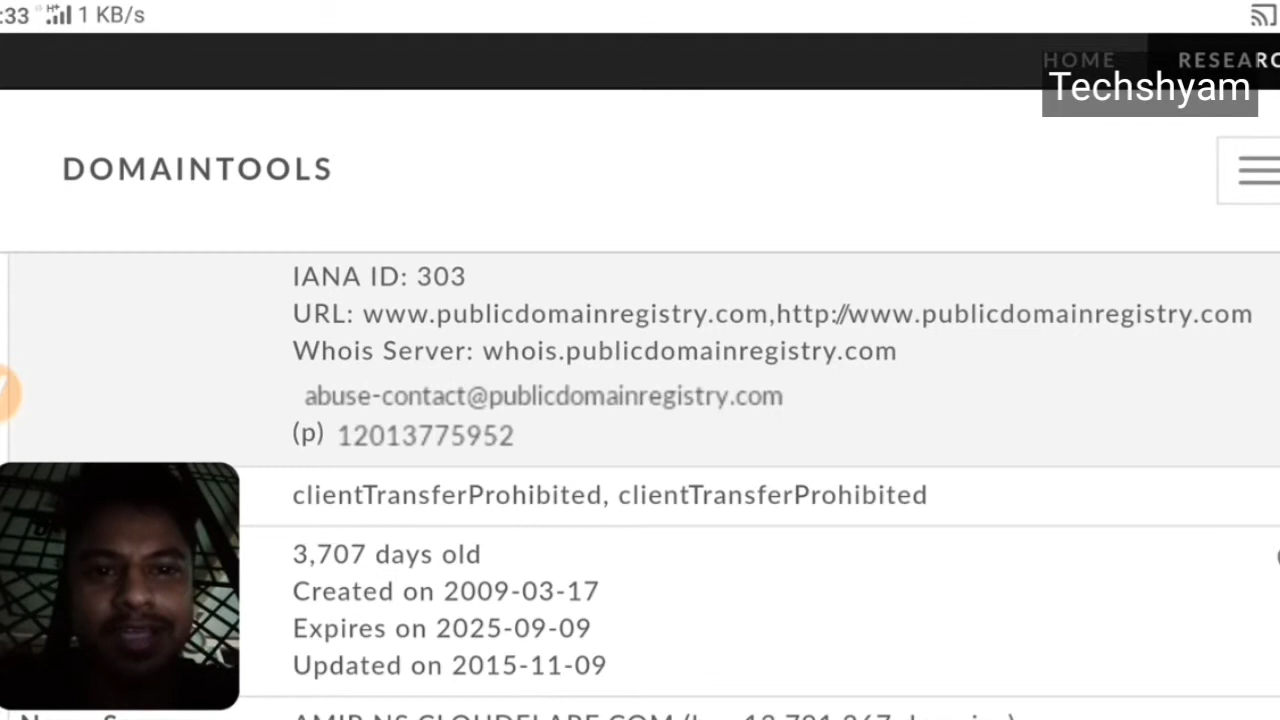 :33 H+ 1 KB/s
HOME RESEARC
Techshyam
DOMAINTOOLS
IANA ID: 303
URL: www.publicdomainregistry.com,http://www.publicdomainregistry.com
Whois Server: whois.publicdomainregistry.com
abuse-contact@publicdomainregistry.com
(p) 12013775952
clientTransferProhibited, clientTransferProhibited
3,707 days old
Created on 2009-03-17
Expires on 2025-09-09
Updated on 2015-11-09